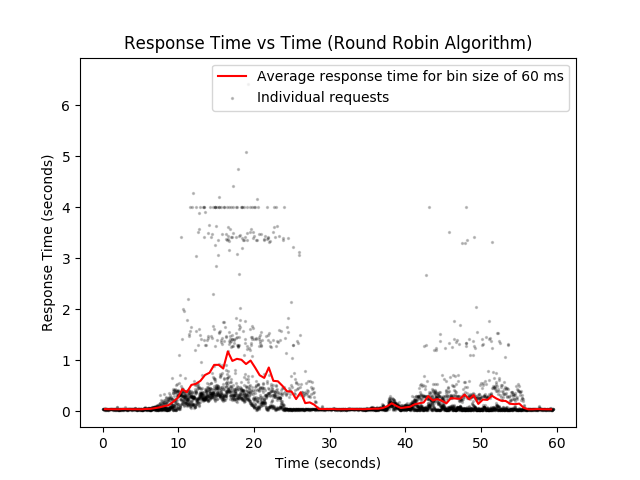 Response Time vs Time (Round Robin Algorithm)
Average response time for bin size of 60 ms
Individual requests
Response Time (seconds)
6
5
4
3
2
1
0
0 10 20 30 40 50 60
Time (seconds)